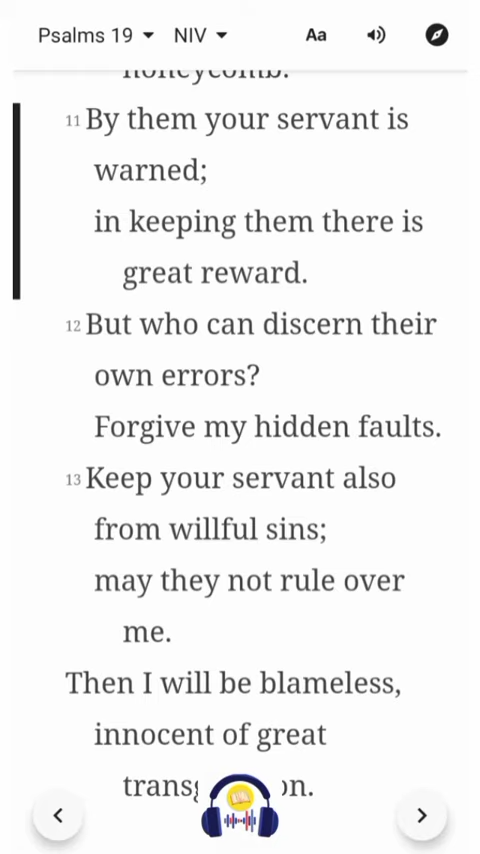 Psalms 19 NIV Aa
honeycomb.
11 By them your servant is
warned;
in keeping them there is
great reward.
12 But who can discern their
own errors?
Forgive my hidden faults.
13 Keep your servant also
from willful sins;
may they not rule over
me.
Then I will be blameless,
innocent of great